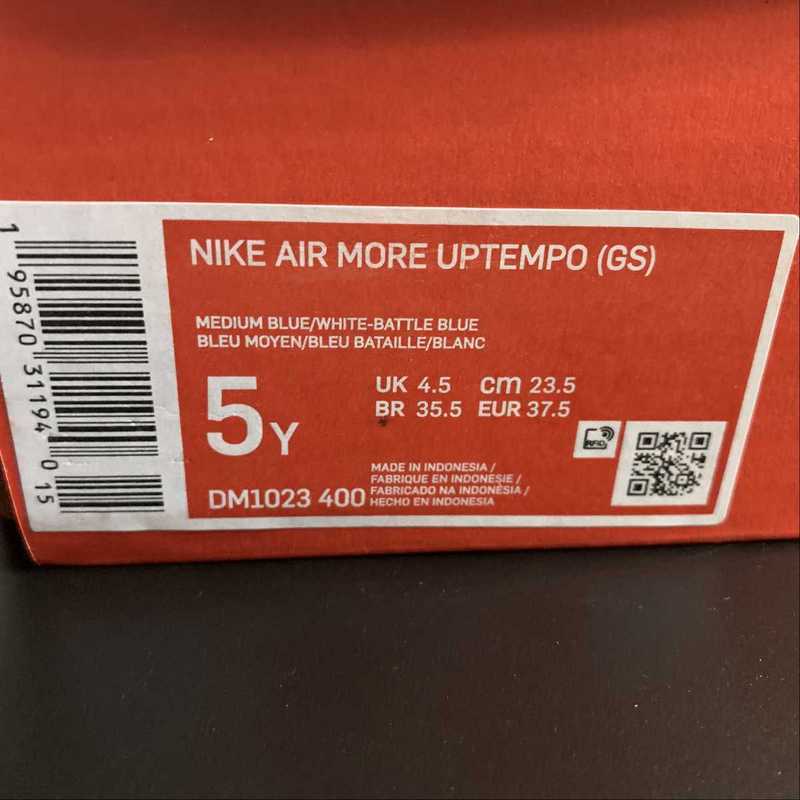 NIKE AIR MORE UPTEMPO (GS)
MEDIUM BLUE/WHITE-BATTLE BLUE
BLEU MOYEN/BLEU BATAILLE/BLANC
5Y
UK 4.5 cm 23.5
BR 35.5 EUR 37.5
RFID
DM1023 400
MADE IN INDONESIA /
FABRIQUE EN INDONESIE /
FABRICADO NA INDONÉSIA /
HECHO EN INDONESIA
1 95870 31194 0 15